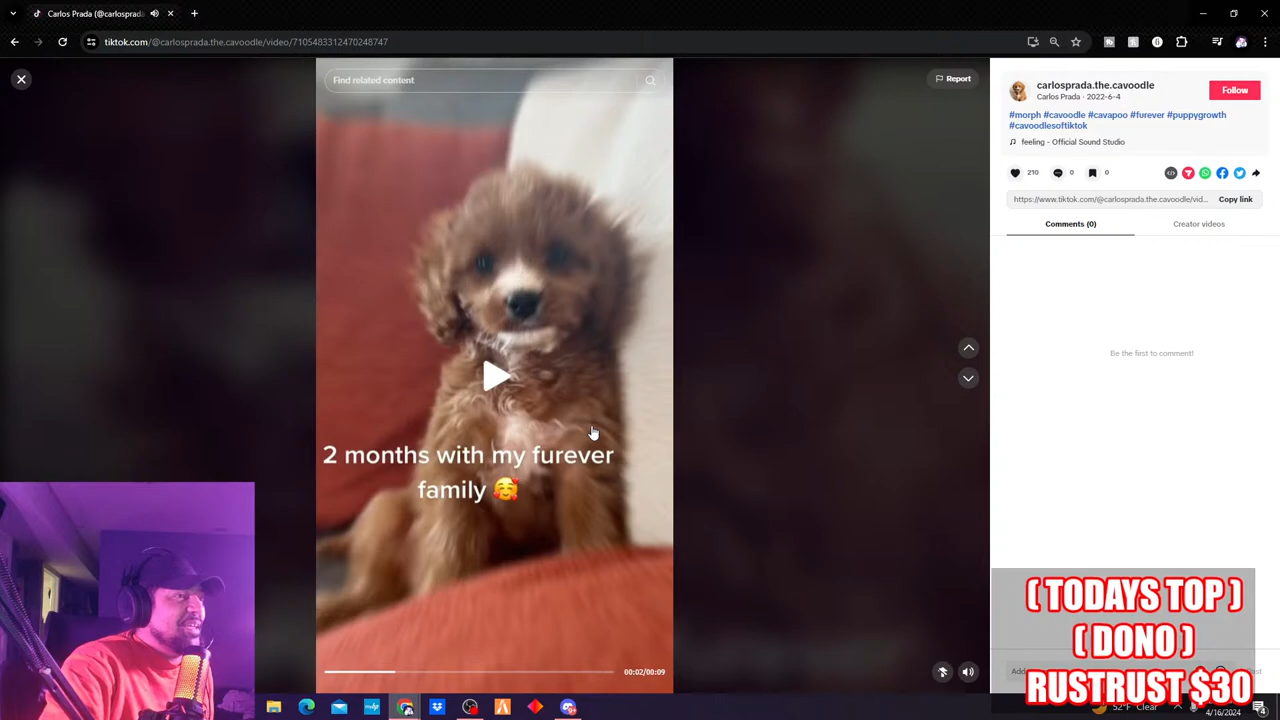 Carlos Prada (@carlosprada.the
tiktok.com/@carlosprada.the.cavoodle/video/7105483312470248747
Find related content
Report
2 months with my furever
family 🥰
00:02/00:09
carlosprada.the.cavoodle
Carlos Prada · 2022-6-4
Follow
#morph #cavoodle #cavapoo #furever #puppygrowth
#cavoodlesoftiktok
feeling - Official Sound Studio
210
0
0
https://www.tiktok.com/@carlosprada.the.cavoodle/vid...
Copy link
Comments (0)
Creator videos
Be the first to comment!
( TODAYS TOP )
( DONO )
RUSTRUST $30
52°F Clear
4/16/2024
4